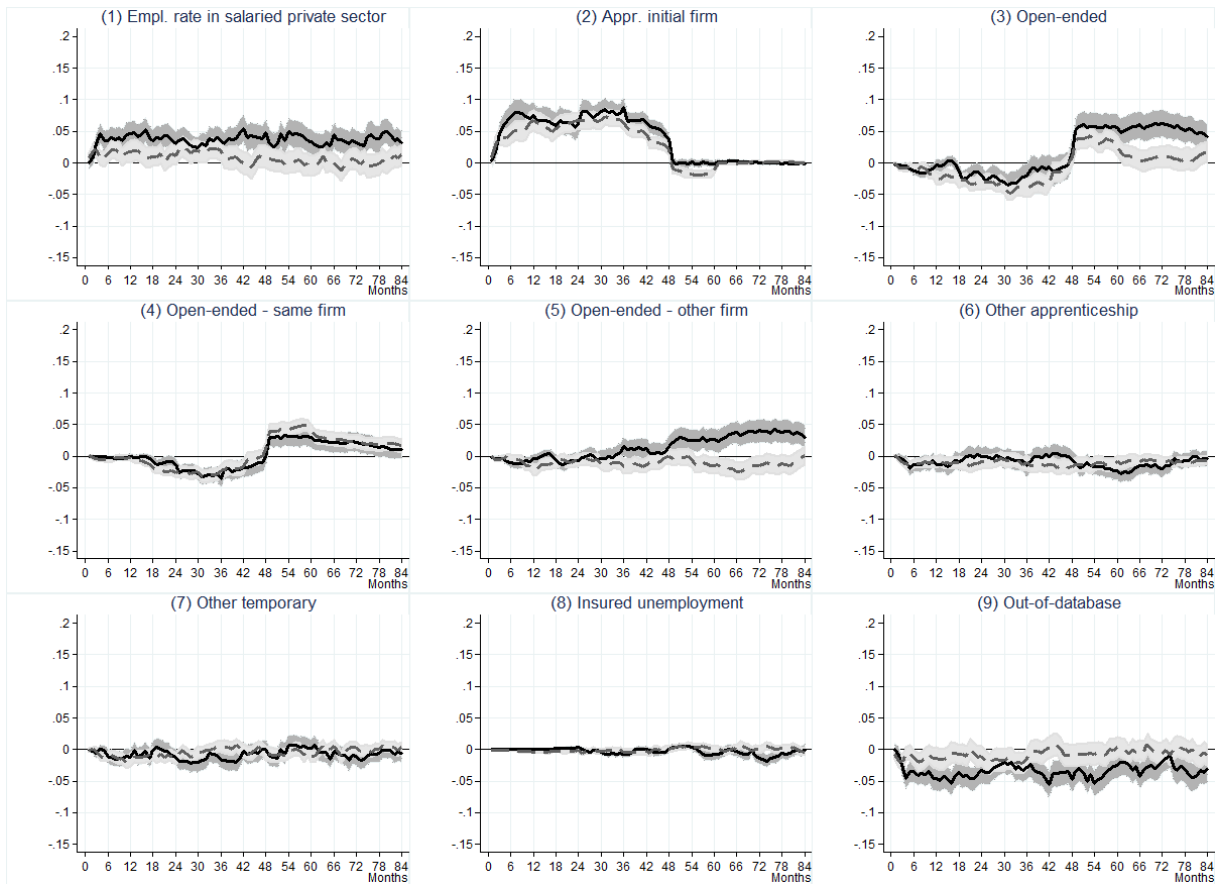 (1) Empl. rate in salaried private sector
.2
.15
.1
.05
0
-.05
-.1
-.15
0 6 12 18 24 30 36 42 48 54 60 66 72 78 84
Months
(2) Appr. initial firm
.2
.15
.1
.05
0
-.05
-.1
-.15
0 6 12 18 24 30 36 42 48 54 60 66 72 78 84
Months
(3) Open-ended
.2
.15
.1
.05
0
-.05
-.1
-.15
0 6 12 18 24 30 36 42 48 54 60 66 72 78 84
Months
(4) Open-ended - same firm
.2
.15
.1
.05
0
-.05
-.1
-.15
0 6 12 18 24 30 36 42 48 54 60 66 72 78 84
Months
(5) Open-ended - other firm
.2
.15
.1
.05
0
-.05
-.1
-.15
0 6 12 18 24 30 36 42 48 54 60 66 72 78 84
Months
(6) Other apprenticeship
.2
.15
.1
.05
0
-.05
-.1
-.15
0 6 12 18 24 30 36 42 48 54 60 66 72 78 84
Months
(7) Other temporary
.2
.15
.1
.05
0
-.05
-.1
-.15
0 6 12 18 24 30 36 42 48 54 60 66 72 78 84
Months
(8) Insured unemployment
.2
.15
.1
.05
0
-.05
-.1
-.15
0 6 12 18 24 30 36 42 48 54 60 66 72 78 84
Months
(9) Out-of-database
.2
.15
.1
.05
0
-.05
-.1
-.15
0 6 12 18 24 30 36 42 48 54 60 66 72 78 84
Months